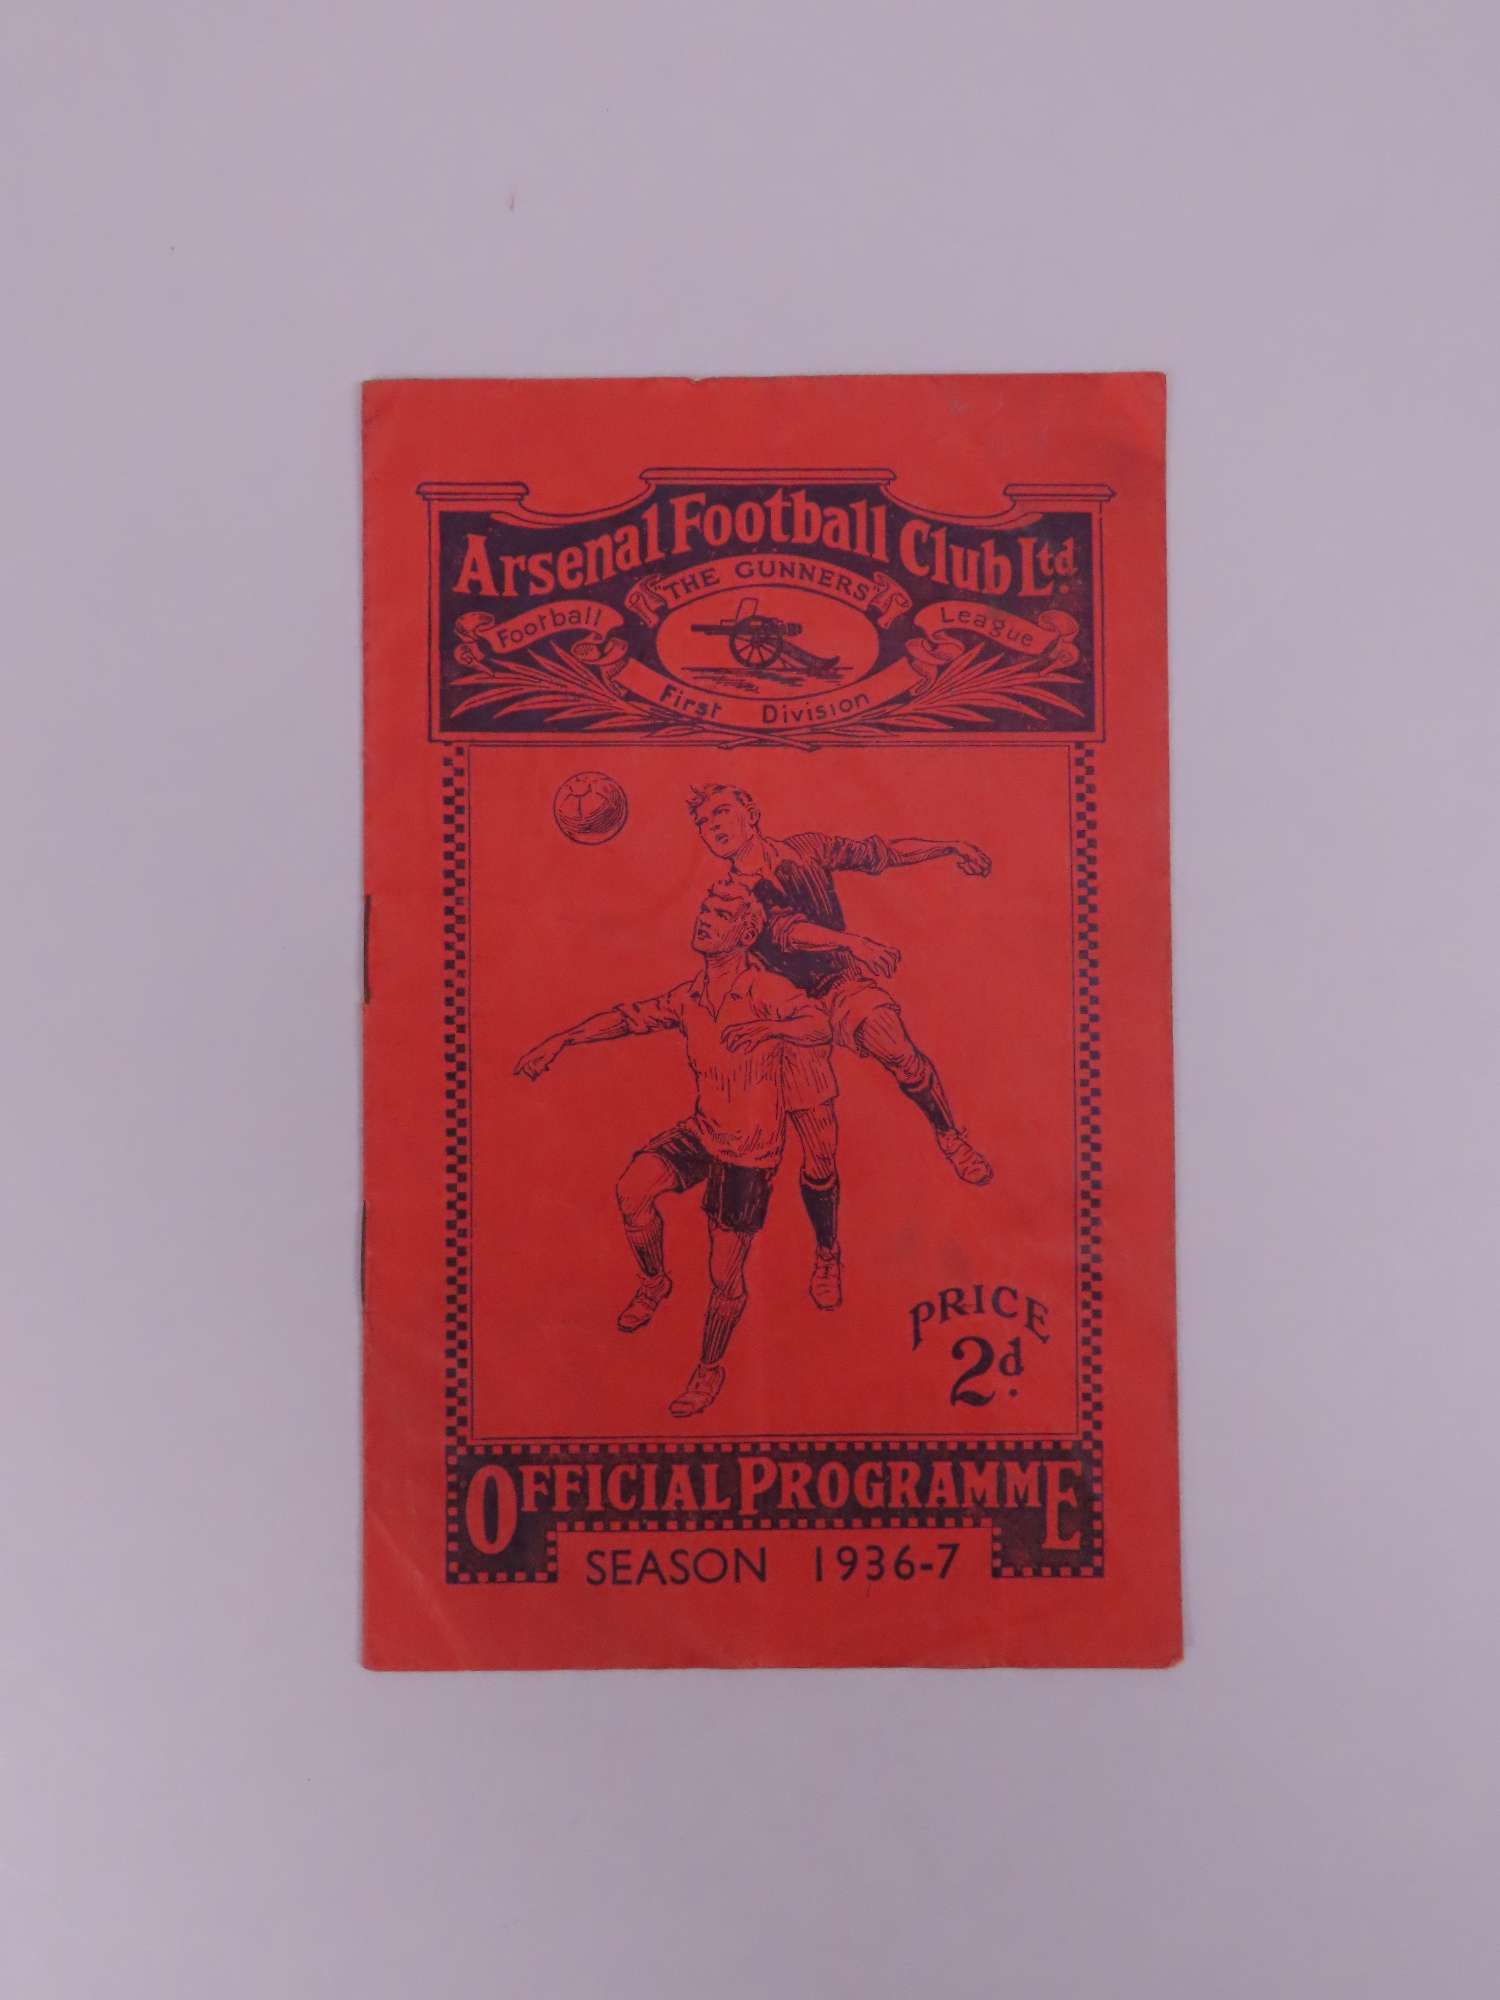 Arsenal Football Club Ltd.
"THE GUNNERS"
Football League
First Division
PRICE
2d.
OFFICIAL PROGRAMME
SEASON 1936-7